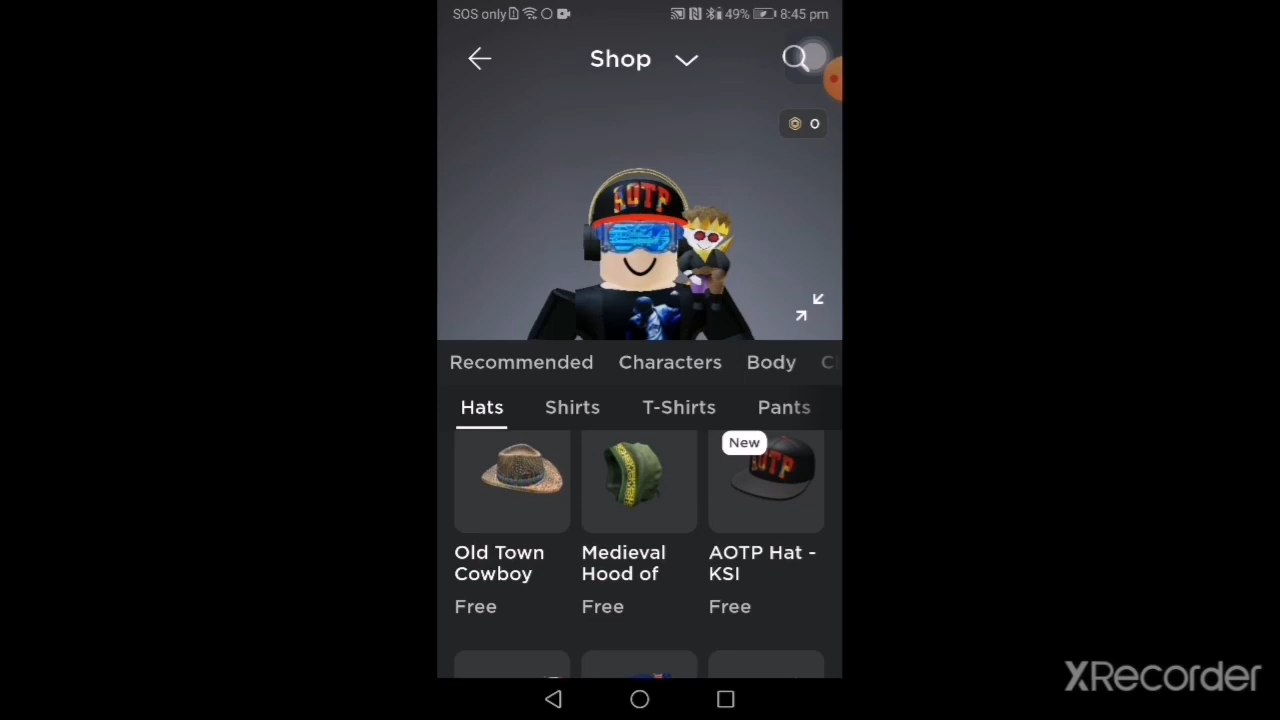 SOS only
49%
8:45 pm
Shop
0
AOTP
Recommended
Characters
Body
Hats
Shirts
T-Shirts
Pants
New
AOTP
Old Town
Cowboy
Free
Medieval
Hood of
Free
AOTP Hat -
KSI
Free
XRecorder